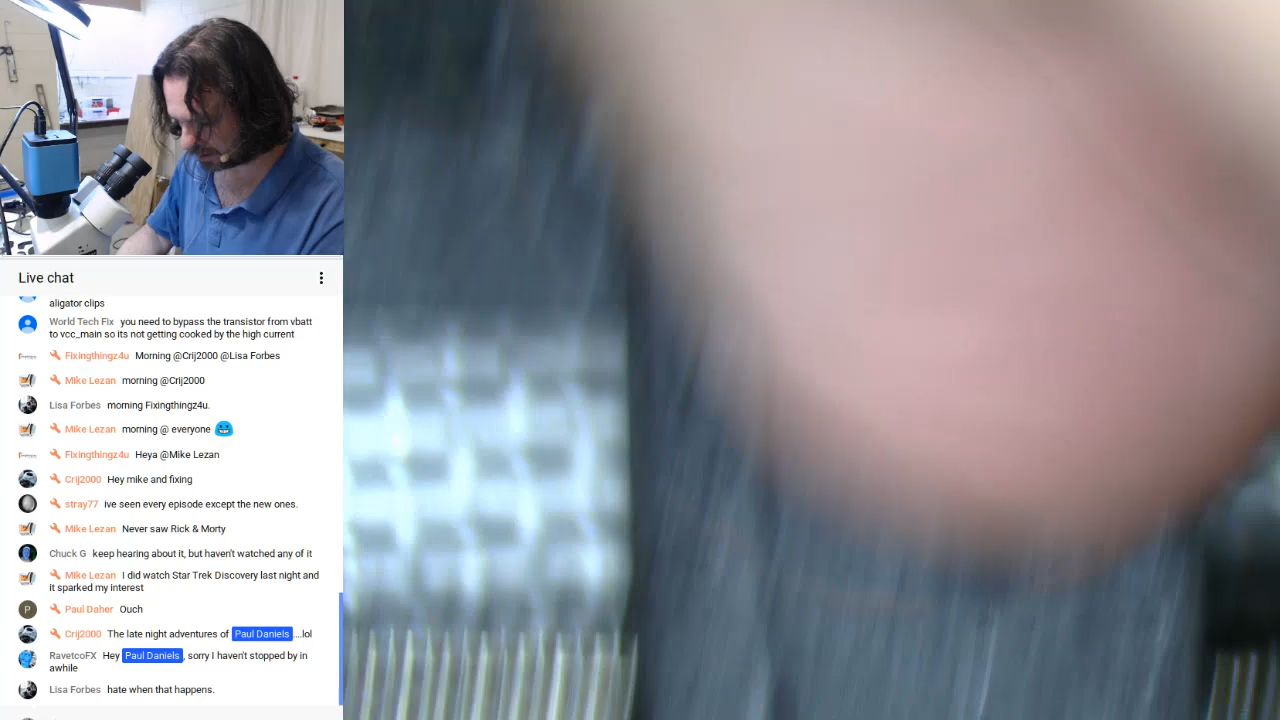 Live chat
aligator clips
World Tech Fix you need to bypass the transistor from vbatt
to vcc_main so its not getting cooked by the high current
Fixingthingz4u Morning @Crij2000 @Lisa Forbes
Mike Lezan morning @Crij2000
Lisa Forbes morning Fixingthingz4u.
Mike Lezan morning @ everyone
Fixingthingz4u Heya @Mike Lezan
Crij2000 Hey mike and fixing
stray77 ive seen every episode except the new ones.
Mike Lezan Never saw Rick & Morty
Chuck G keep hearing about it, but haven't watched any of it
Mike Lezan I did watch Star Trek Discovery last night and
it sparked my interest
P Paul Daher Ouch
Crij2000 The late night adventures of Paul Daniels ....lol
RavetcoFX Hey Paul Daniels, sorry I haven't stopped by in
awhile
Lisa Forbes hate when that happens.